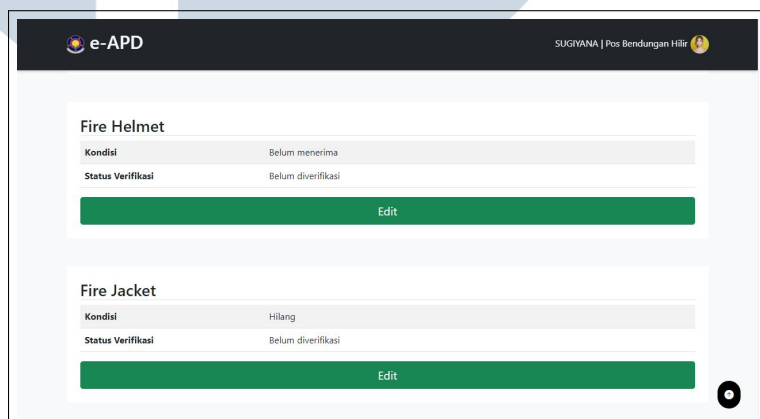 e-APD
SUGIYANA | Pos Bendungan Hilir
Fire Helmet
Kondisi Belum menerima
Status Verifikasi Belum diverifikasi
Edit
Fire Jacket
Kondisi Hilang
Status Verifikasi Belum diverifikasi
Edit